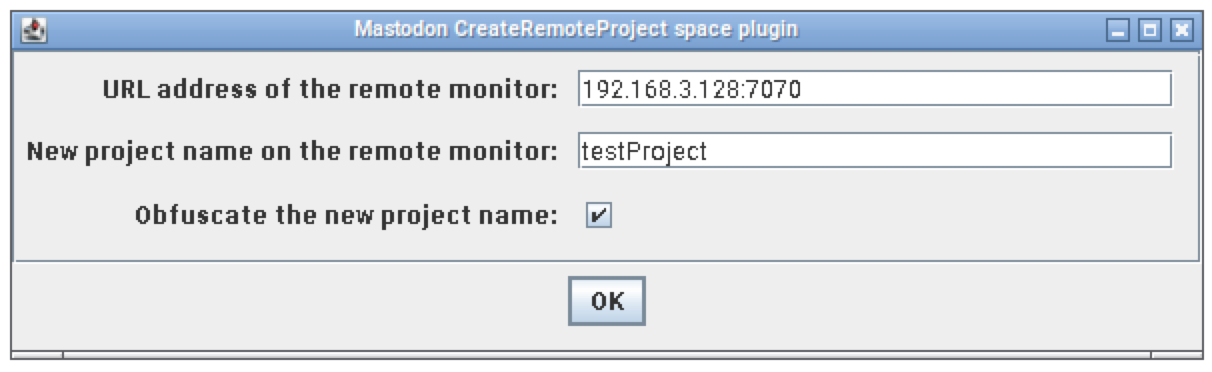 Mastodon CreateRemoteProject space plugin
URL address of the remote monitor: 192.168.3.128:7070
New project name on the remote monitor: testProject
Obfuscate the new project name:
OK